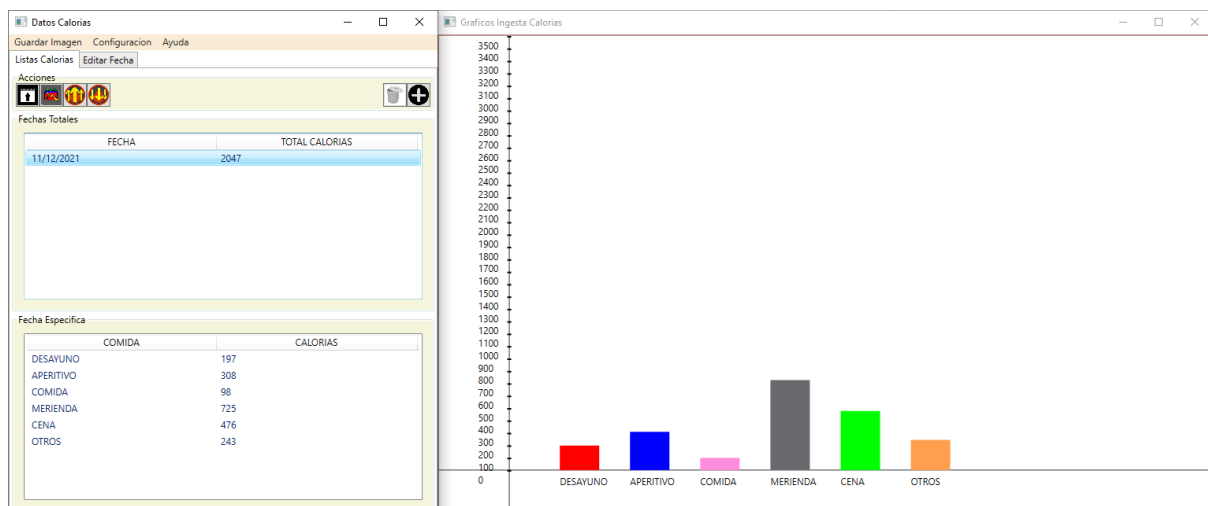 Datos Calorias
Guardar Imagen Configuracion Ayuda
Listas Calorias Editar Fecha
Acciones
Fechas Totales
FECHA TOTAL CALORIAS
11/12/2021 2047
Fecha Especifica
COMIDA CALORIAS
DESAYUNO 197
APERITIVO 308
COMIDA 98
MERIENDA 725
CENA 476
OTROS 243
Graficos Ingesta Calorias
3500
3400
3300
3200
3100
3000
2900
2800
2700
2600
2500
2400
2300
2200
2100
2000
1900
1800
1700
1600
1500
1400
1300
1200
1100
1000
900
800
700
600
500
400
300
200
100
0
DESAYUNO APERITIVO COMIDA MERIENDA CENA OTROS